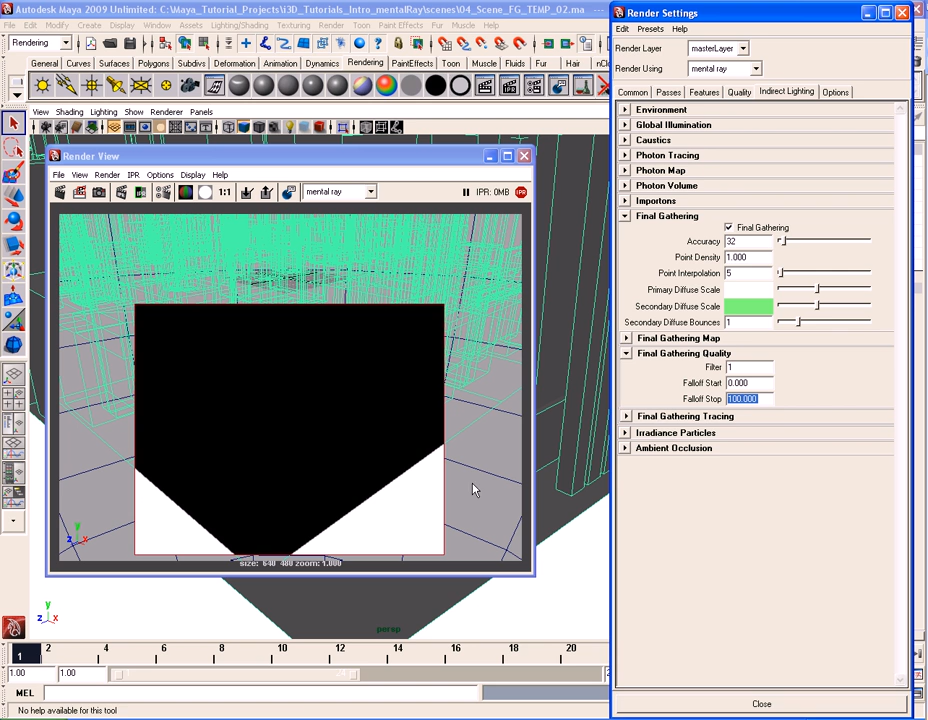 Autodesk Maya 2009 Unlimited: C:\Maya_Tutorial_Projects\i3D_Tutorials_Intro_mentalRay\scenes\04_Scene_FG_TEMP_02.ma
File Edit Modify Create Display Window Assets Lighting/Shading Texturing Render Toon Paint Effects Fur Muscle Help
Rendering
General Curves Surfaces Polygons Subdivs Deformation Animation Dynamics Rendering PaintEffects Toon Muscle Fluids Fur Hair
IPR
View Shading Lighting Show Renderer Panels
Render View
File View Render IPR Options Display Help
1:1
mental ray
IPR: 0MB
size: 640 480 zoom: 1.000
persp
y
z
x
y
z
x
1
2 4 6 8 10 12 14 16 18 20
1.00
1.00
MEL
No help available for this tool
Render Settings
Edit Presets Help
Render Layer masterLayer
Render Using mental ray
Common Passes Features Quality Indirect Lighting Options
Environment
Global Illumination
Caustics
Photon Tracing
Photon Map
Photon Volume
Importons
Final Gathering
Final Gathering
Accuracy 32
Point Density 1.000
Point Interpolation 5
Primary Diffuse Scale
Secondary Diffuse Scale
Secondary Diffuse Bounces 1
Final Gathering Map
Final Gathering Quality
Filter 1
Falloff Start 0.000
Falloff Stop 100.000
Final Gathering Tracing
Irradiance Particles
Ambient Occlusion
Close